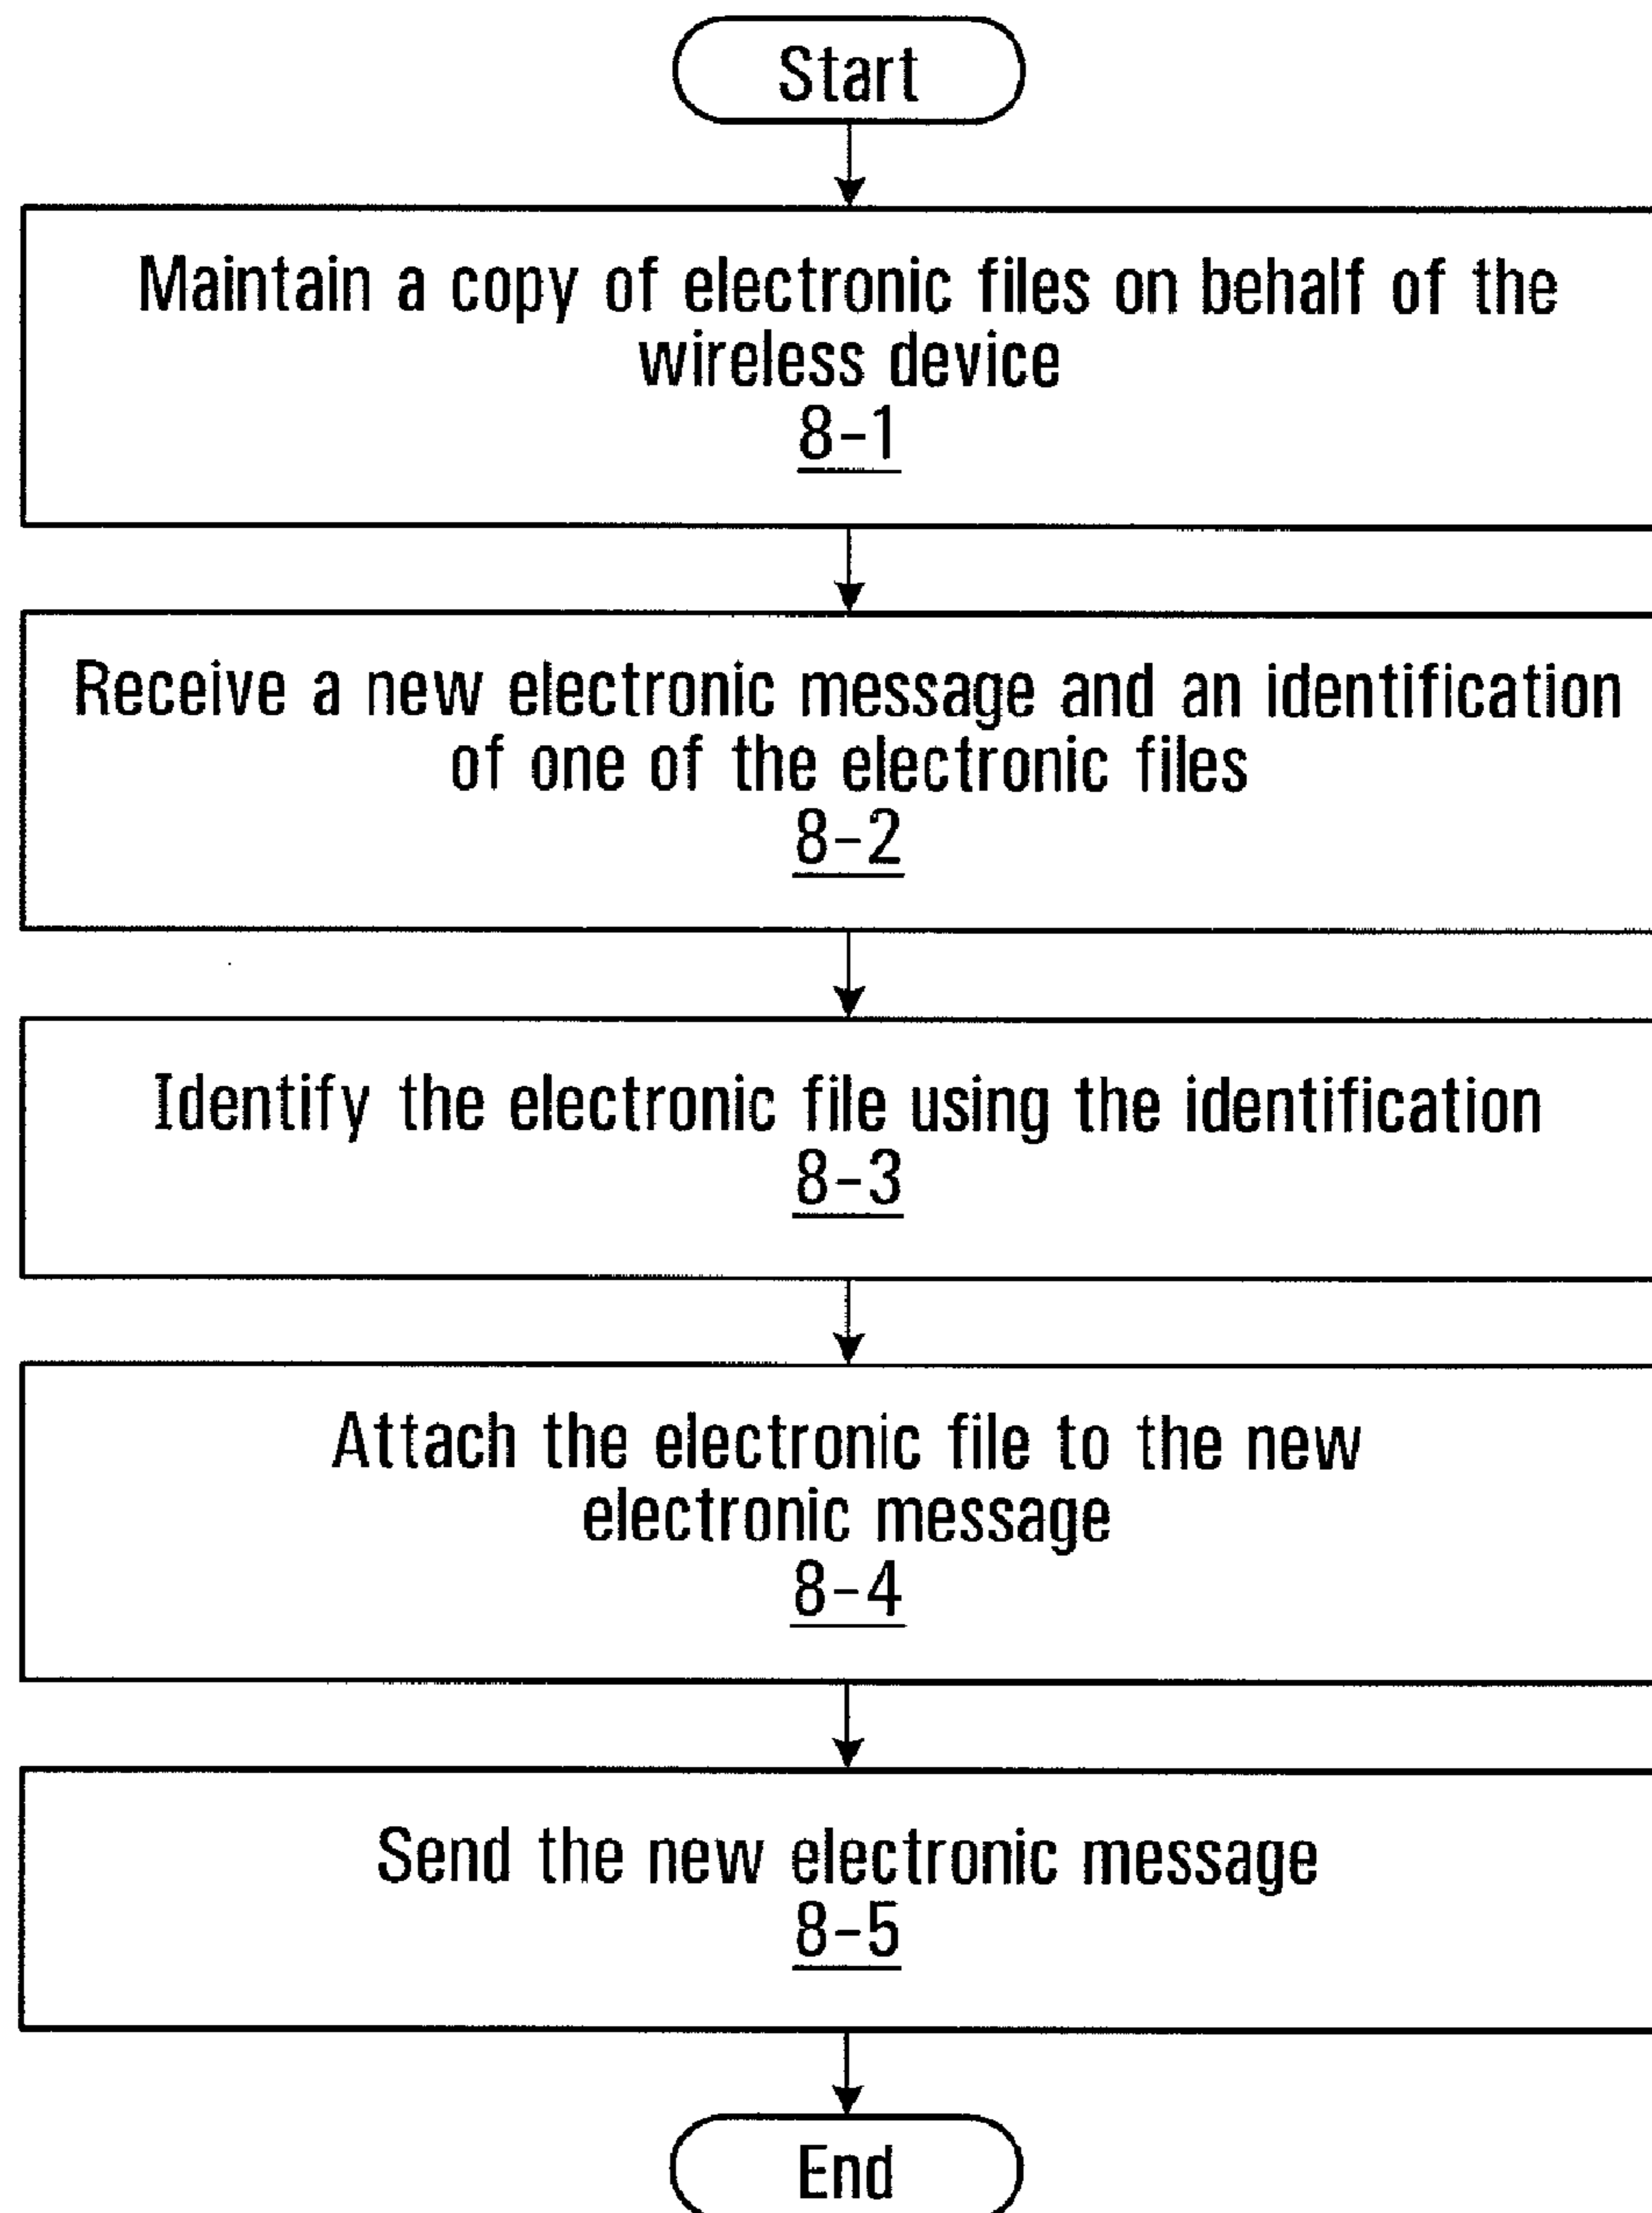 Start
Maintain a copy of electronic files on behalf of the
wireless device
8-1
Receive a new electronic message and an identification
of one of the electronic files
8-2
Identify the electronic file using the identification
8-3
Attach the electronic file to the new
electronic message
8-4
Send the new electronic message
8-5
End